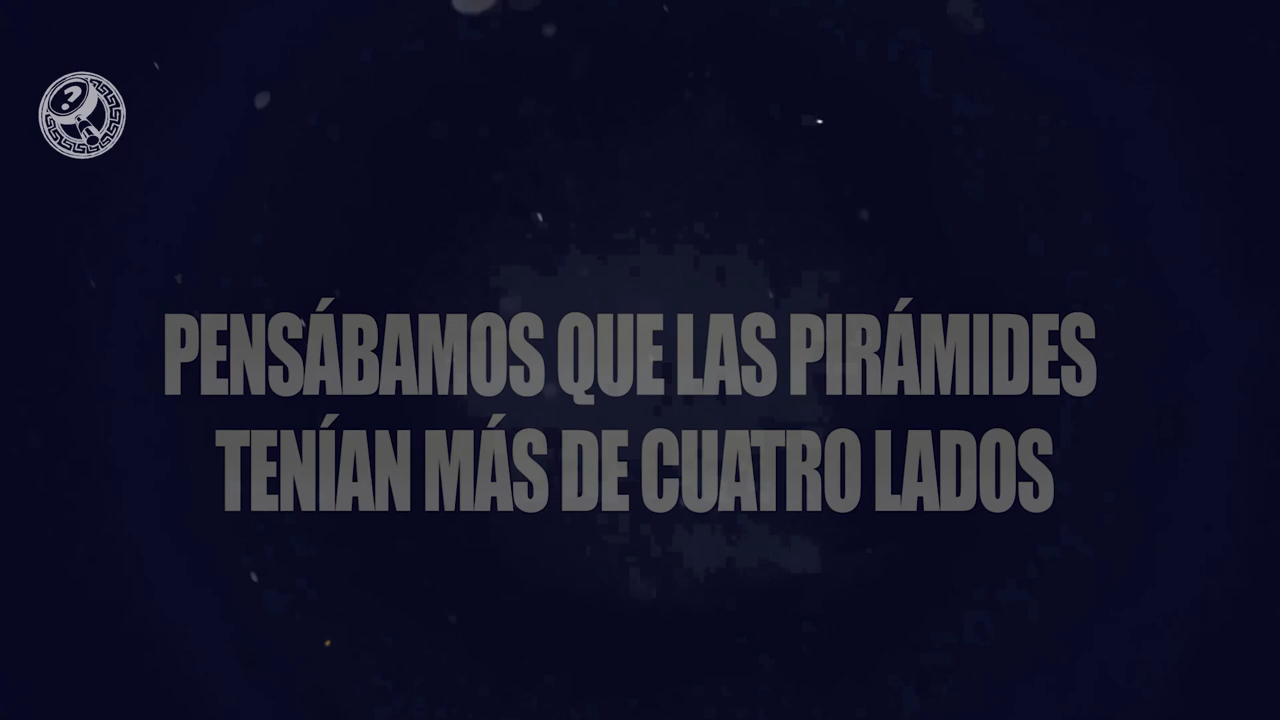 ?
PENSÁBAMOS QUE LAS PIRÁMIDES
TENÍAN MÁS DE CUATRO LADOS